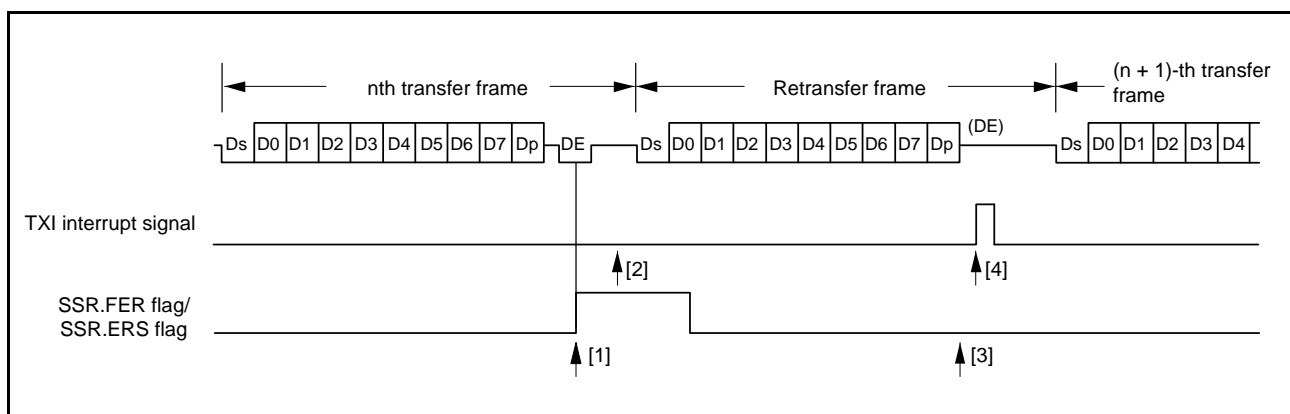 nth transfer frame
Retransfer frame
(n + 1)-th transfer
frame
(DE)
Ds D0 D1 D2 D3 D4 D5 D6 D7 Dp DE Ds D0 D1 D2 D3 D4 D5 D6 D7 Dp Ds D0 D1 D2 D3 D4
TXI interrupt signal
[2]
[4]
SSR.FER flag/
SSR.ERS flag
[1]
[3]